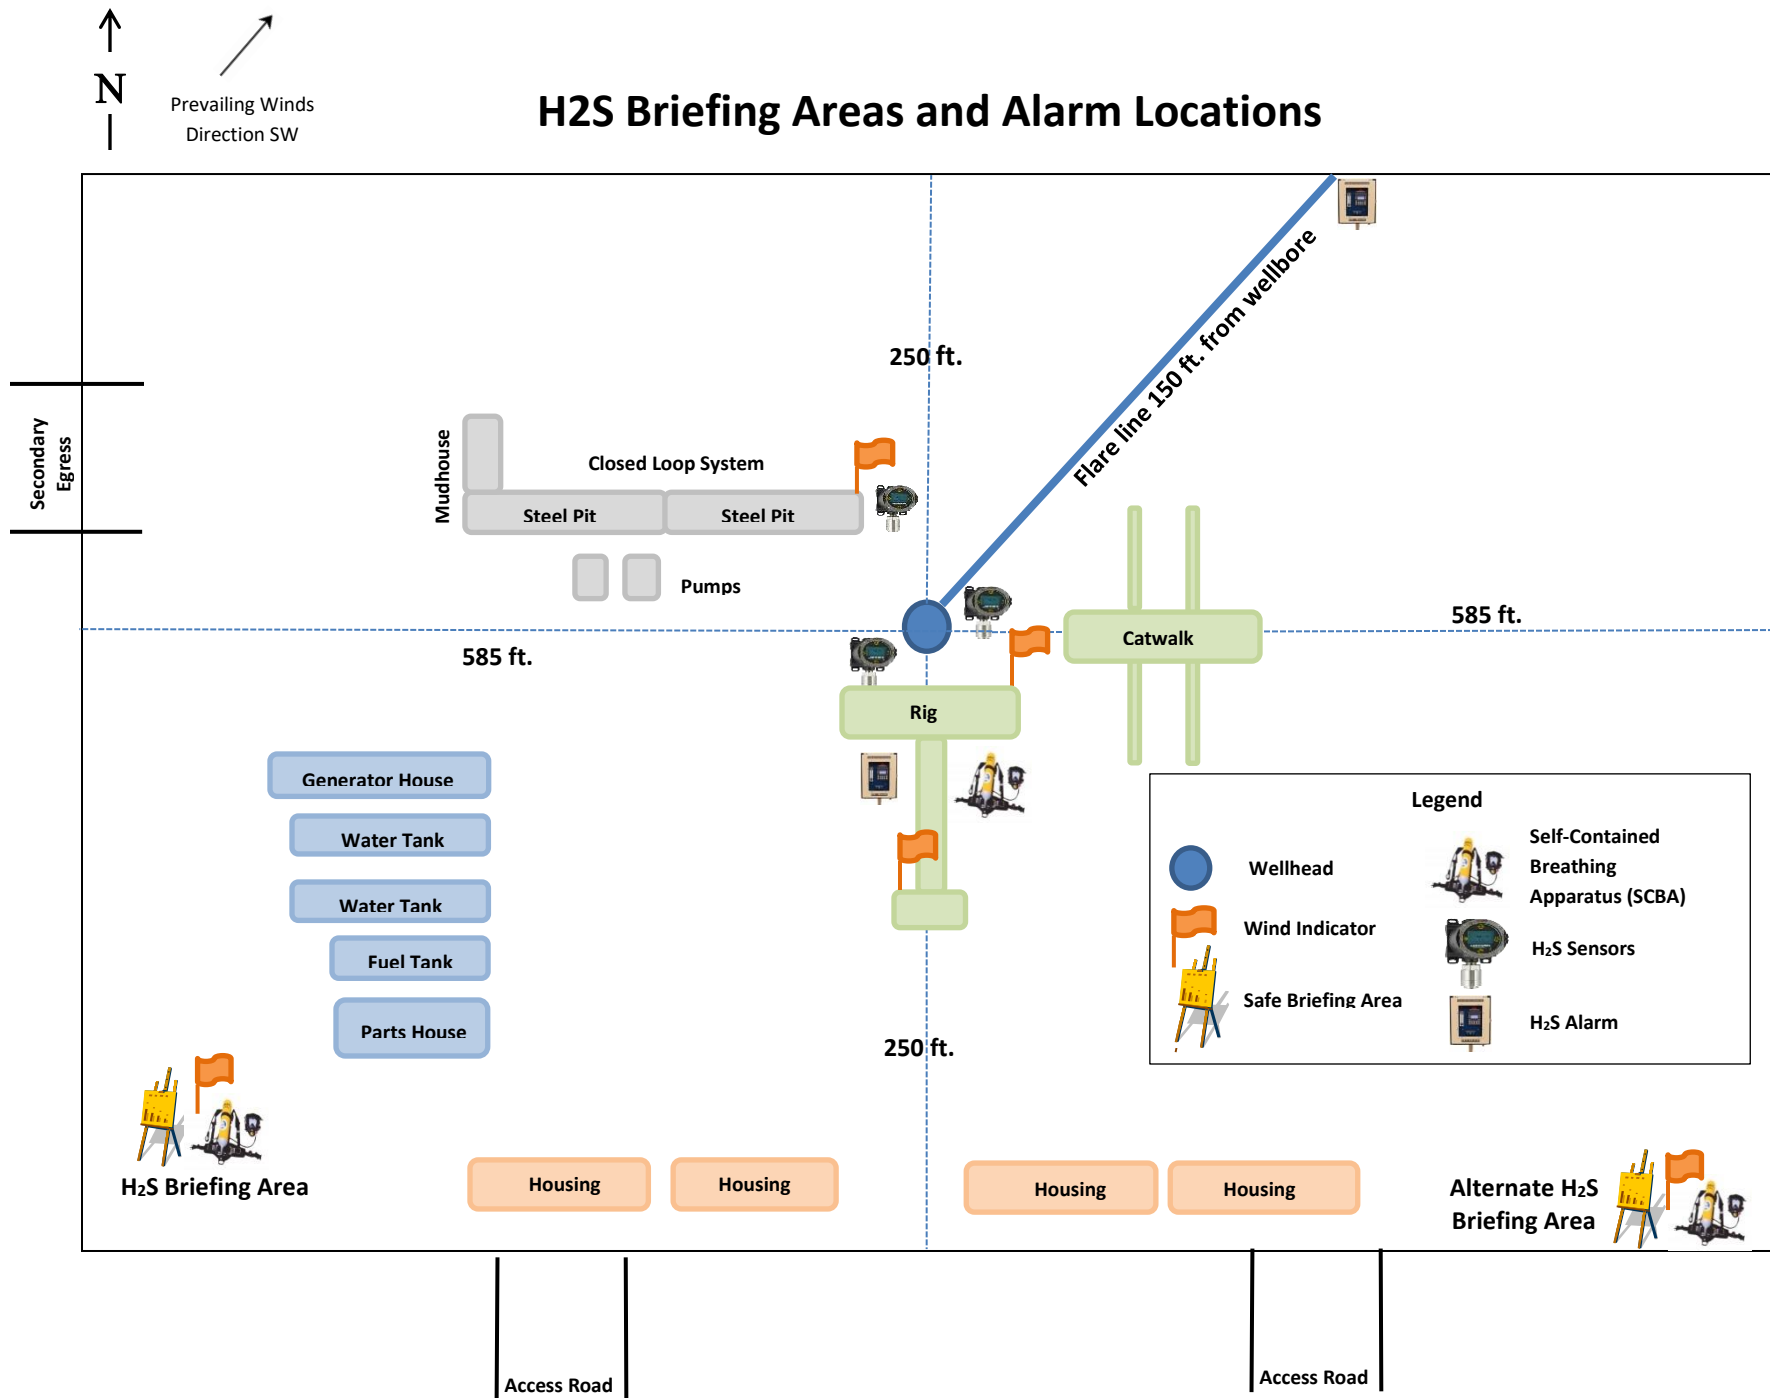 N
Prevailing Winds
Direction SW
H2S Briefing Areas and Alarm Locations
Flare line 150 ft. from wellbore
250 ft.
Secondary
Egress
Mudhouse
Closed Loop System
Steel Pit
Steel Pit
Pumps
585 ft.
585 ft.
Catwalk
Rig
Generator House
Water Tank
Water Tank
Fuel Tank
Parts House
250 ft.
Legend
Wellhead
Wind Indicator
Safe Briefing Area
Self-Contained
Breathing
Apparatus (SCBA)
H2S Sensors
H2S Alarm
H2S Briefing Area
Housing
Housing
Housing
Housing
Alternate H2S
Briefing Area
Access Road
Access Road